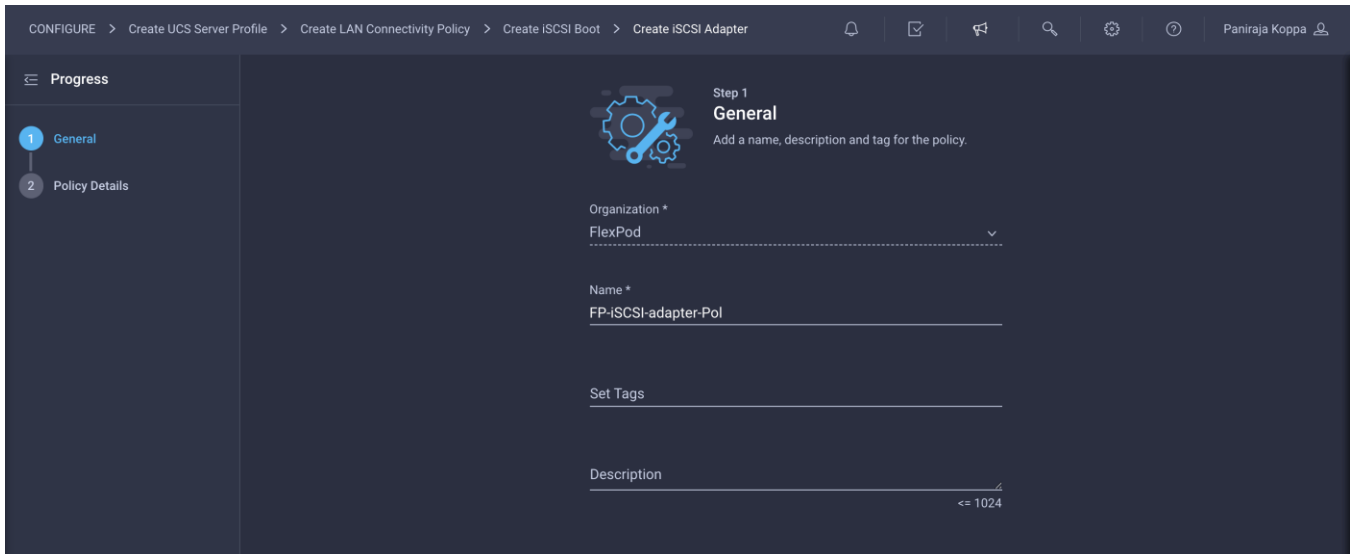 CONFIGURE > Create UCS Server Profile > Create LAN Connectivity Policy > Create iSCSI Boot > Create iSCSI Adapter
Paniraja Koppa
Progress
1 General
2 Policy Details
Step 1
General
Add a name, description and tag for the policy.
Organization *
FlexPod
Name *
FP-iSCSI-adapter-Pol
Set Tags
Description
<= 1024